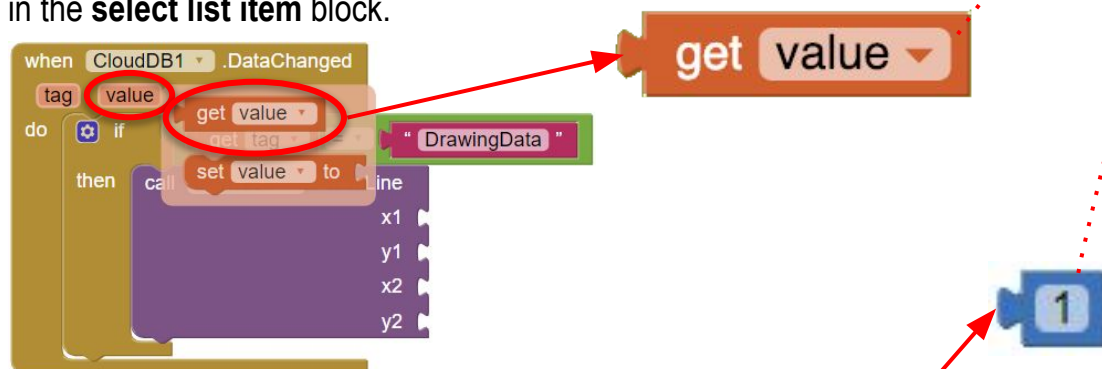 in the select list item block.
when CloudDB1 .DataChanged
tag value
get value
get value
do if get tag = " DrawingData "
set value to
then call Line
x1
y1
x2
y2
1